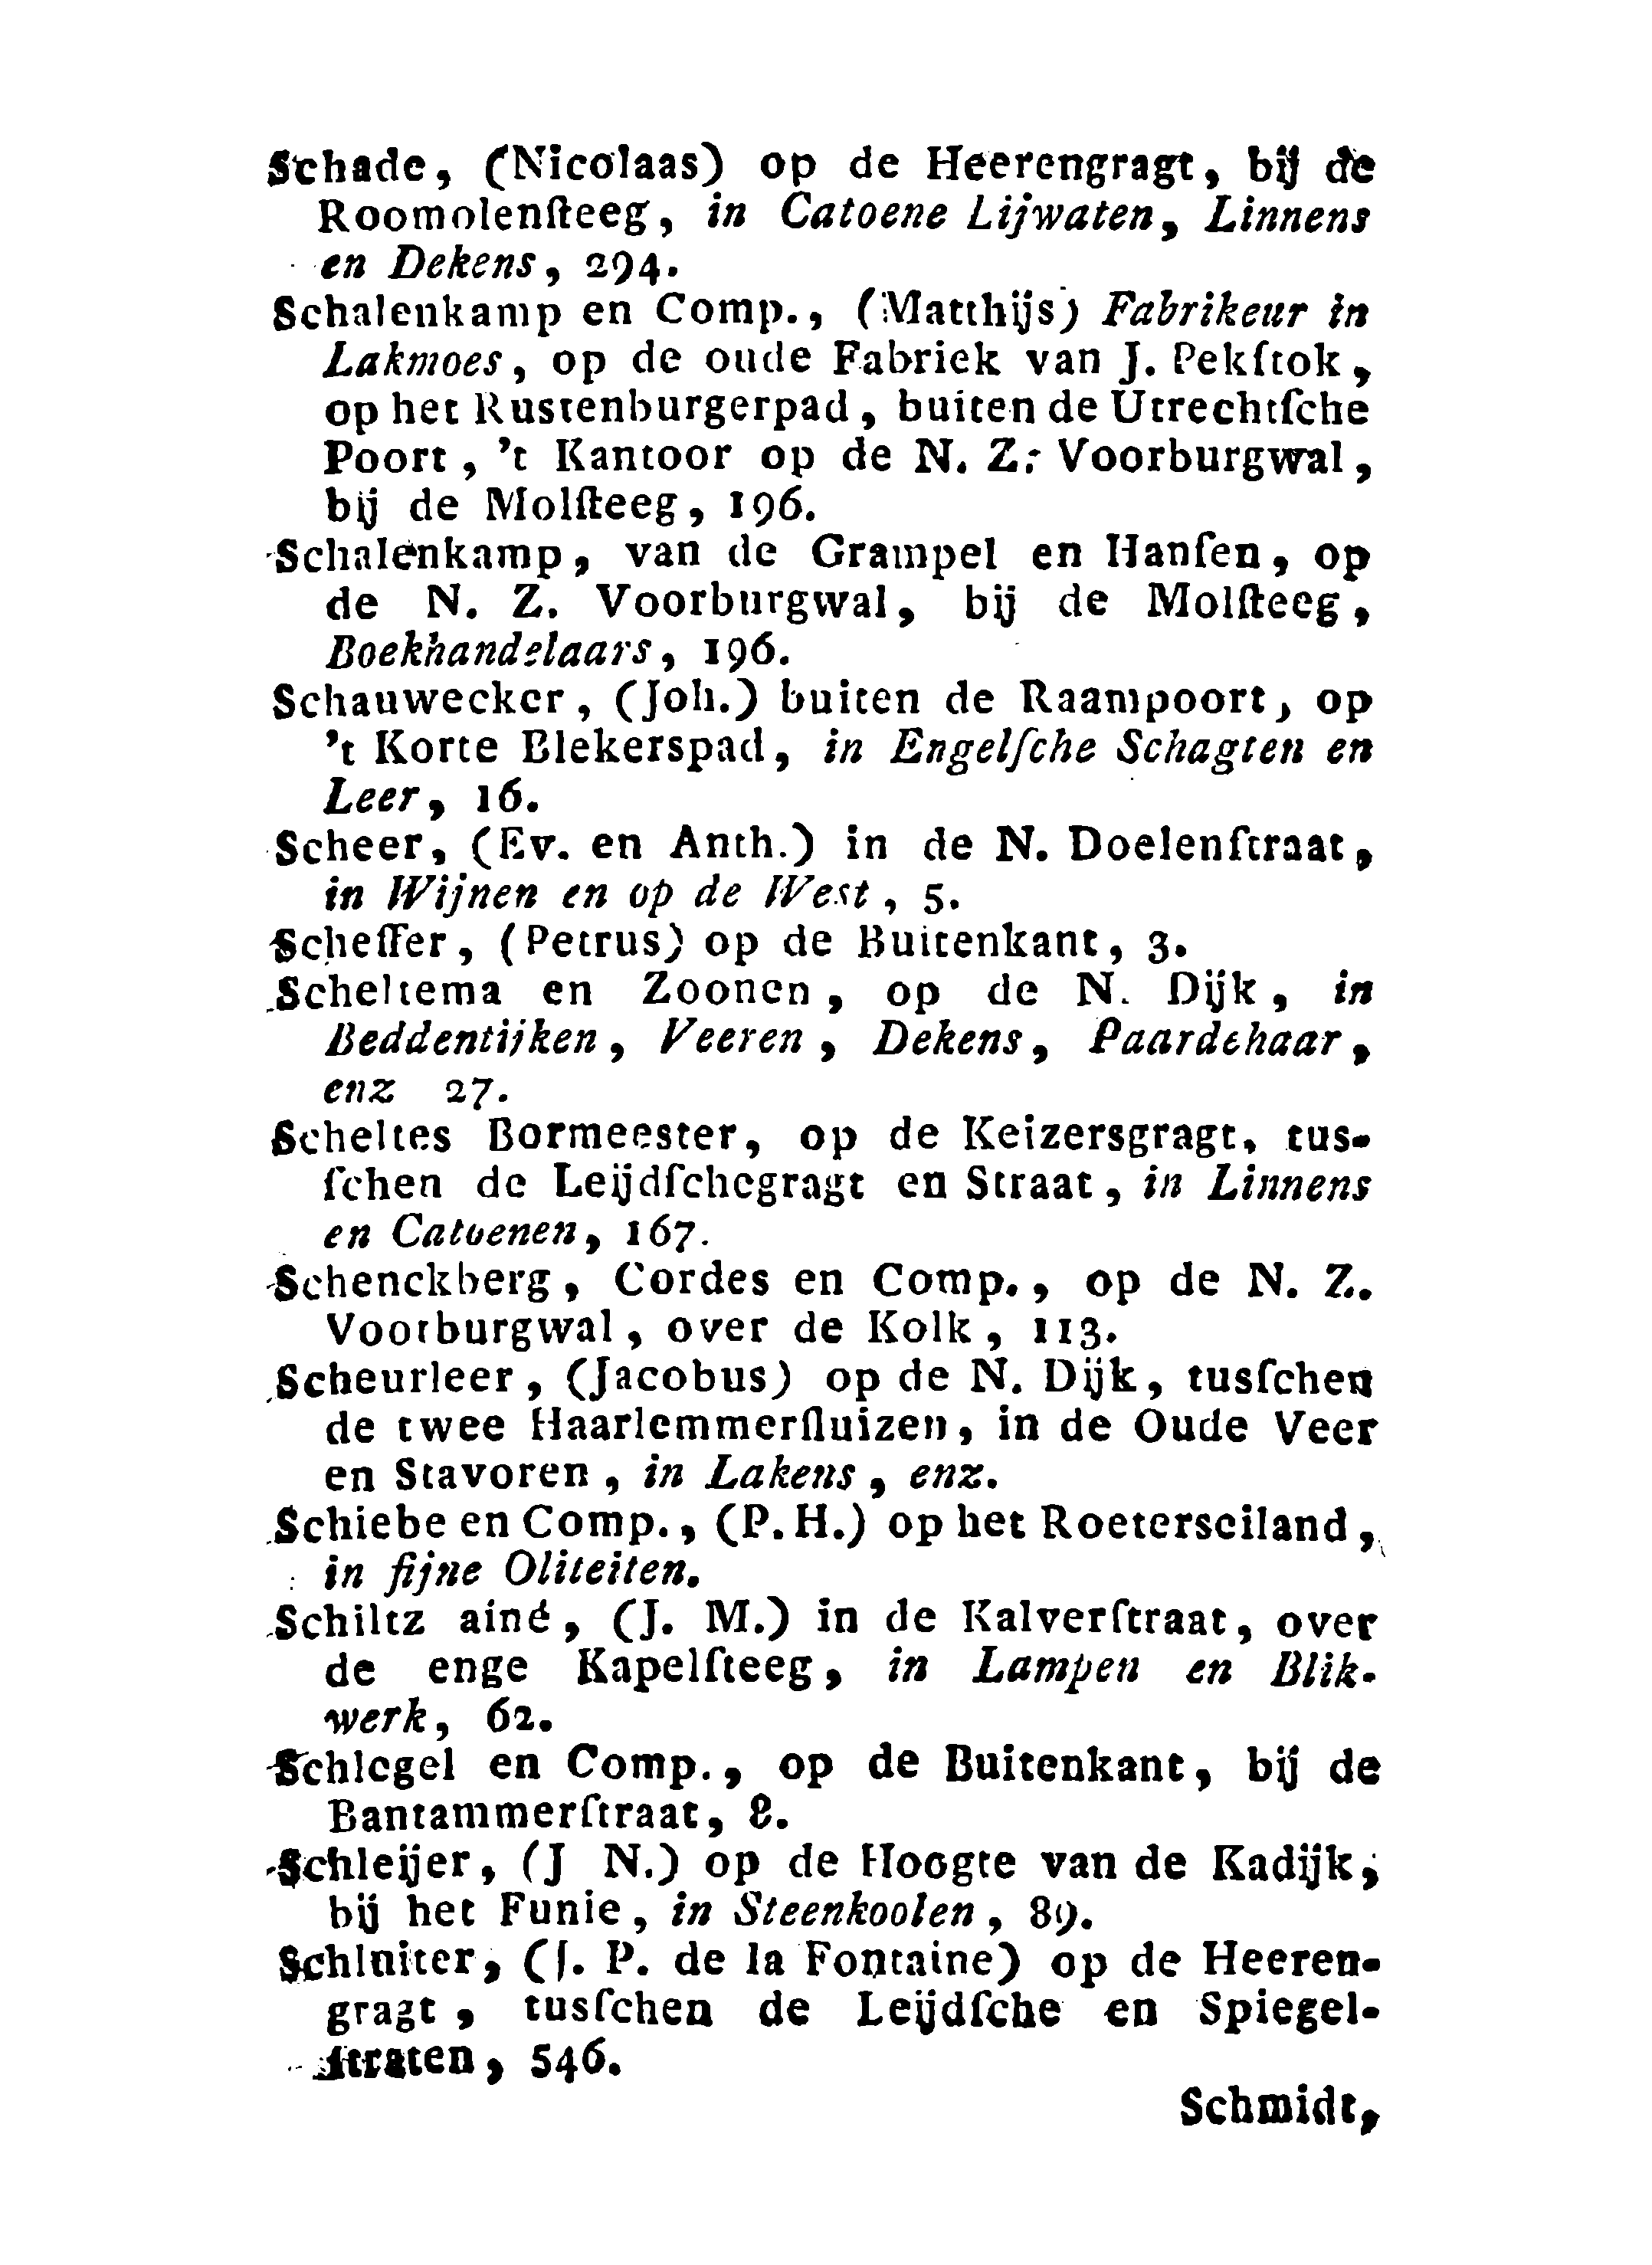 Schade, (Nicolaas) op de Heerengragt, bij de
Roomolenſteeg, in Catoene Lijwaten, Linnens
en Dekens, 294.
Schalenkamp en Comp., (Matthijs) Fabrikeur in
Lakmoes, op de oude Fabriek van J. Pekſtok,
op het Rustenburgerpad, buiten de Utrechtſche
Poort, 't Kantoor op de N. Z. Voorburgwal,
bij de Molſteeg, 196.
Schalenkamp, van de Grampel en Hanſen, op
de N. Z. Voorburgwal, bij de Molſteeg,
Boekhandelaars, 196.
Schauwecker, (Joh.) buiten de Raampoort, op
't Korte Blekerspad, in Engelſche Schagten en
Leer, 16.
Scheer, (Ev. en Anth.) in de N. Doelenſtraat,
in Wijnen en op de West, 5.
Scheffer, (Petrus) op de Buitenkant, 3.
Scheltema en Zoonen, op de N. Dijk, in
Beddentijken, Veeren, Dekens, Paardehaar,
enz 27.
Scheltes Bormeester, op de Keizersgragt, tus-
ſchen de Leijdſchegragt en Straat, in Linnens
en Catoenen, 167.
Schenckberg, Cordes en Comp., op de N. Z.
Voorburgwal, over de Kolk, 113.
Scheurleer, (Jacobus) op de N. Dijk, tusſchen
de twee Haarlemmerſluizen, in de Oude Veer
en Stavoren, in Lakens, enz.
Schiebe en Comp., (P. H.) op het Roeterseiland,
in fijne Oliteiten.
Schiltz ainé, (J. M.) in de Kalverſtraat, over
de enge Kapelſteeg, in Lampen en Blik-
werk, 62.
Schlegel en Comp., op de Buitenkant, bij de
Bantammerſtraat, 8.
Schleijer, (J N.) op de Hoogte van de Kadijk,
bij het Funie, in Steenkoolen, 89.
Schluiter, (J. P. de la Fontaine) op de Heeren-
gragt, tusſchen de Leijdſche en Spiegel-
ſtraten, 546.
Schmidt,